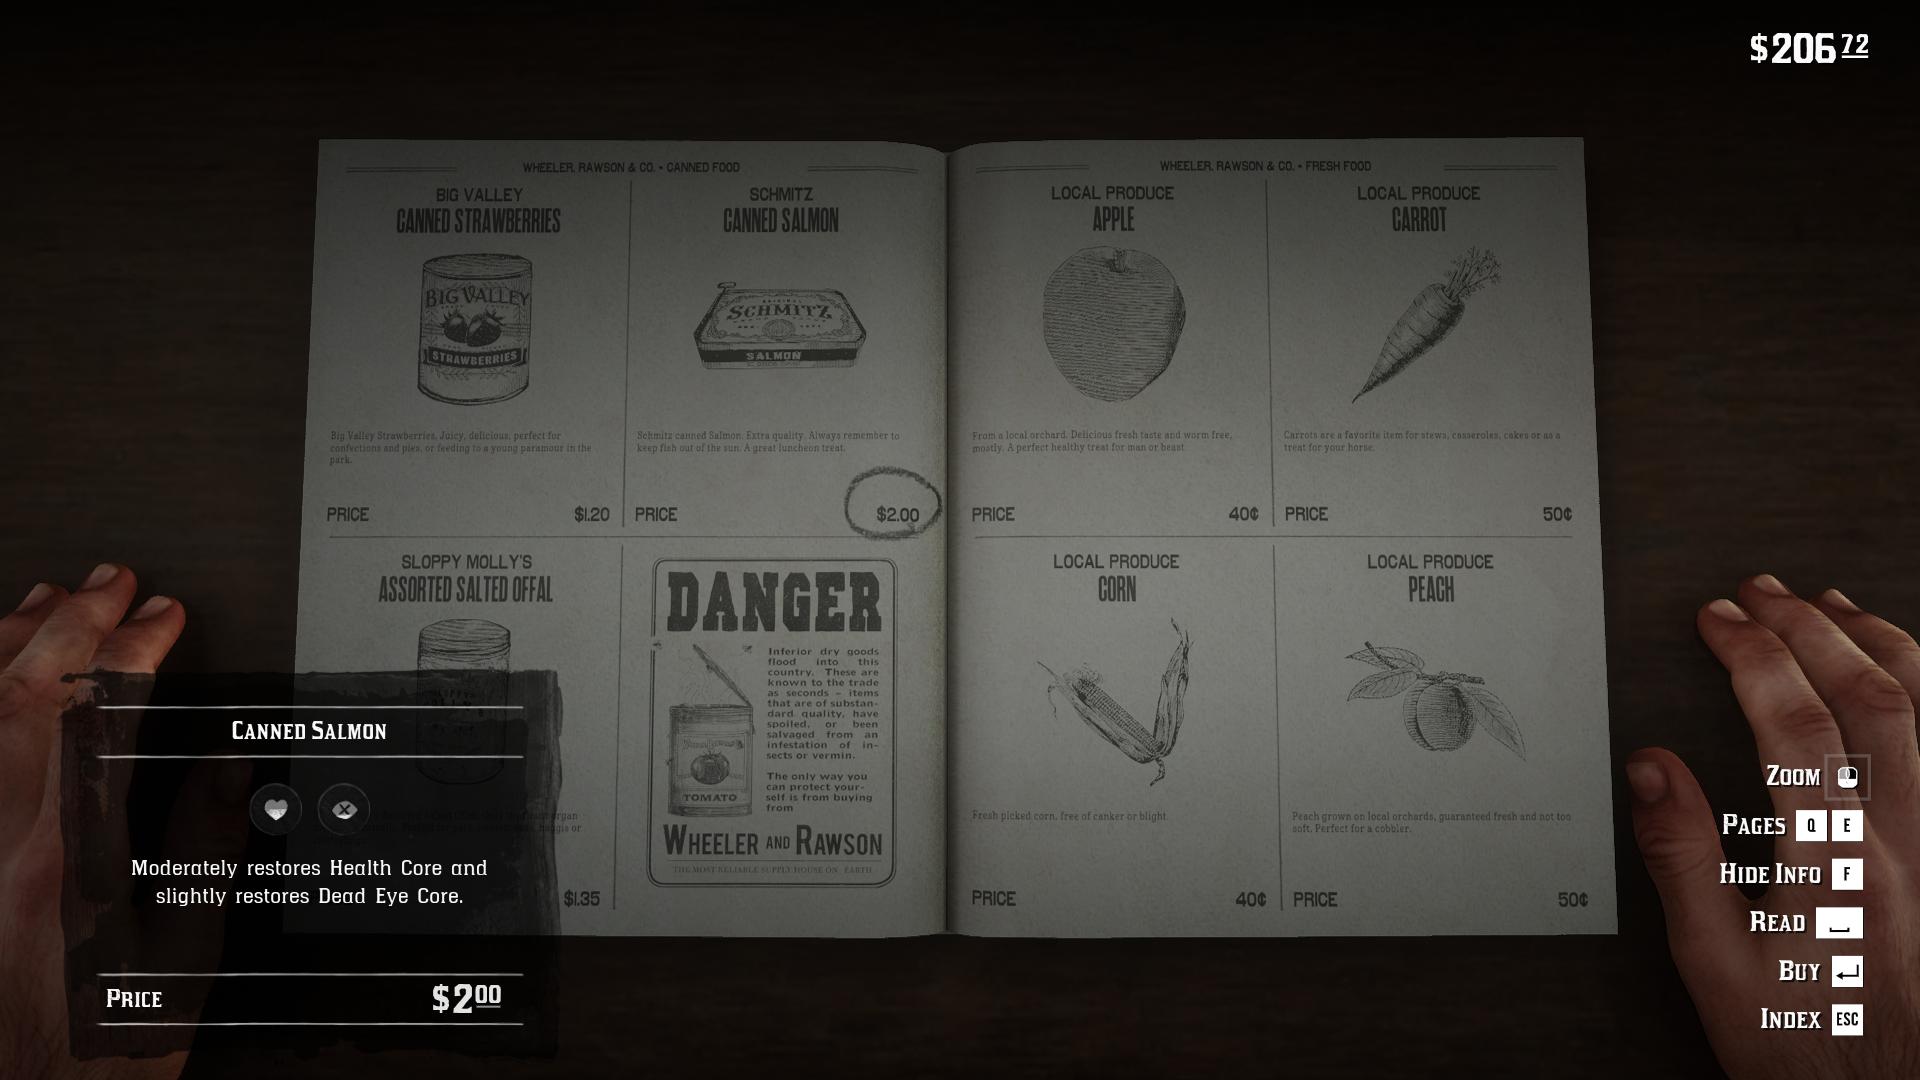 $206 72
WHEELER, RAWSON & CO. • CANNED FOOD
BIG VALLEY
CANNED STRAWBERRIES
BIG VALLEY
STRAWBERRIES
Big Valley Strawberries. Juicy, delicious, perfect for
confections and pies, or feeding to a young paramour in the
park.
PRICE $1.20
SCHMITZ
CANNED SALMON
SCHMITZ
SALMON
Schmitz canned Salmon. Extra quality. Always remember to
keep fish out of the sun. A great luncheon treat.
PRICE $2.00
SLOPPY MOLLY'S
ASSORTED SALTED OFFAL
$1.35
DANGER
Inferior dry goods
flood into this
country. These are
known to the trade
as seconds – items
that are of substan-
dard quality, have
spoiled, or been
salvaged from an
infestation of in-
sects or vermin.
The only way you
can protect your-
self is from buying
from
TOMATO
WHEELER AND RAWSON
THE MOST RELIABLE SUPPLY HOUSE ON EARTH
WHEELER, RAWSON & CO. • FRESH FOOD
LOCAL PRODUCE
APPLE
From a local orchard. Delicious fresh taste and worm free,
mostly. A perfect healthy treat for man or beast.
PRICE 40¢
LOCAL PRODUCE
CARROT
Carrots are a favorite item for stews, casseroles, cakes or as a
treat for your horse.
PRICE 50¢
LOCAL PRODUCE
CORN
Fresh picked corn, free of canker or blight.
PRICE 40¢
LOCAL PRODUCE
PEACH
Peach grown on local orchards, guaranteed fresh and not too
soft. Perfect for a cobbler.
PRICE 50¢
CANNED SALMON
Moderately restores Health Core and
slightly restores Dead Eye Core.
PRICE $2 00
ZOOM
PAGES Q E
HIDE INFO F
READ
BUY
INDEX ESC